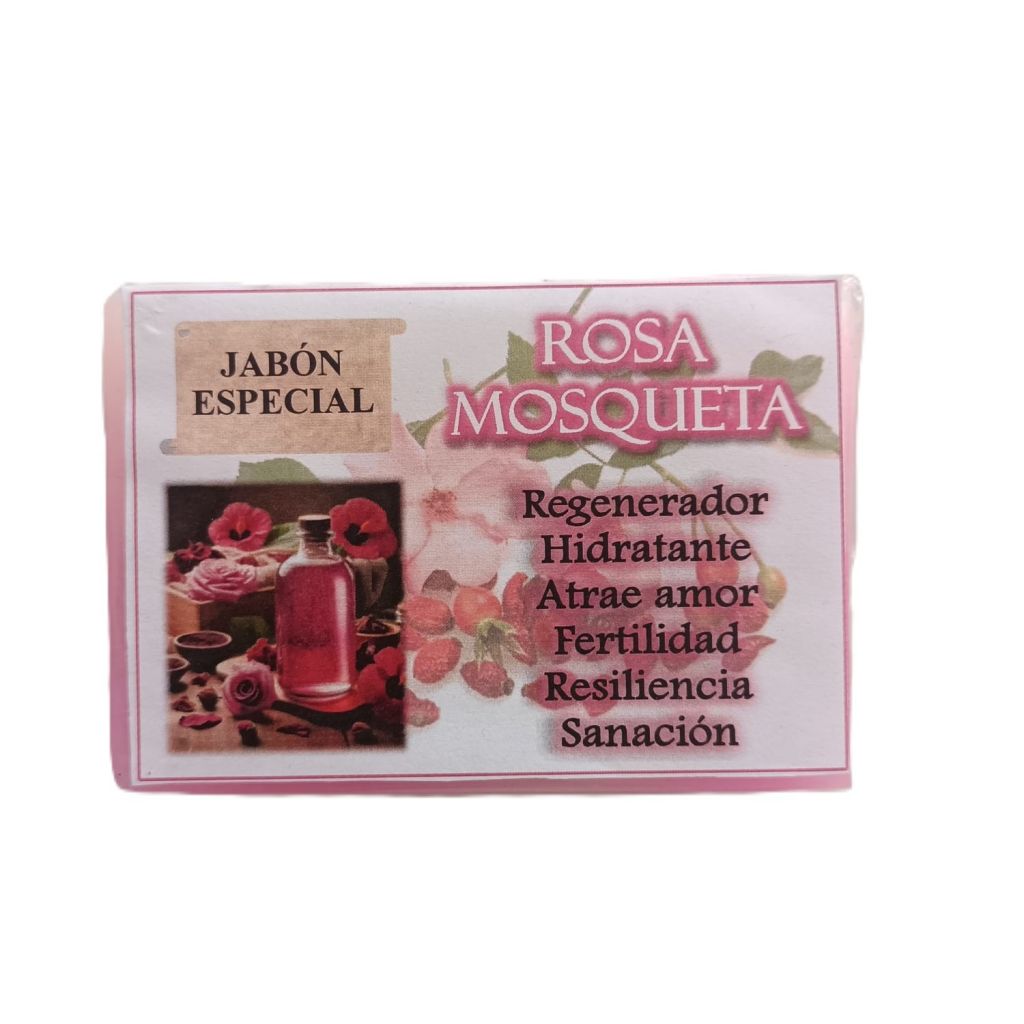 JABÓN
ESPECIAL
ROSA
MOSQUETA
Regenerador
Hidratante
Atrae amor
Fertilidad
Resiliencia
Sanación